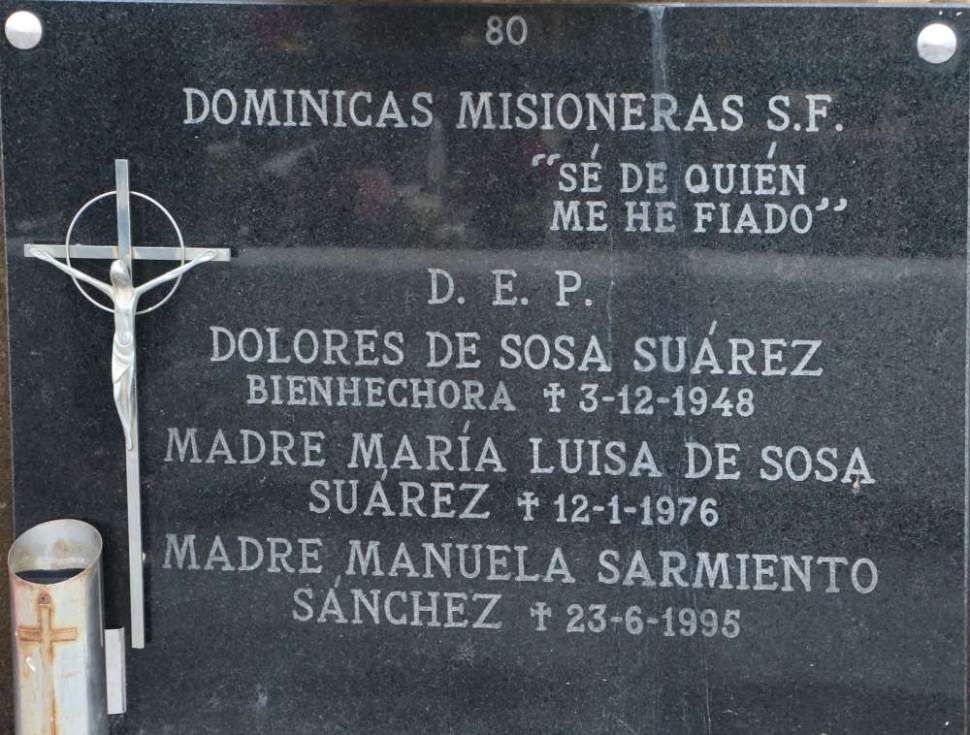 80
DOMINICAS MISIONERAS S.F.
"SÉ DE QUIÉN
ME HE FIADO"
D. E. P.
DOLORES DE SOSA SUÁREZ
BIENHECHORA ✝ 3-12-1948
MADRE MARÍA LUISA DE SOSA
SUÁREZ ✝ 12-1-1976
MADRE MANUELA SARMIENTO
SÁNCHEZ ✝ 23-6-1995